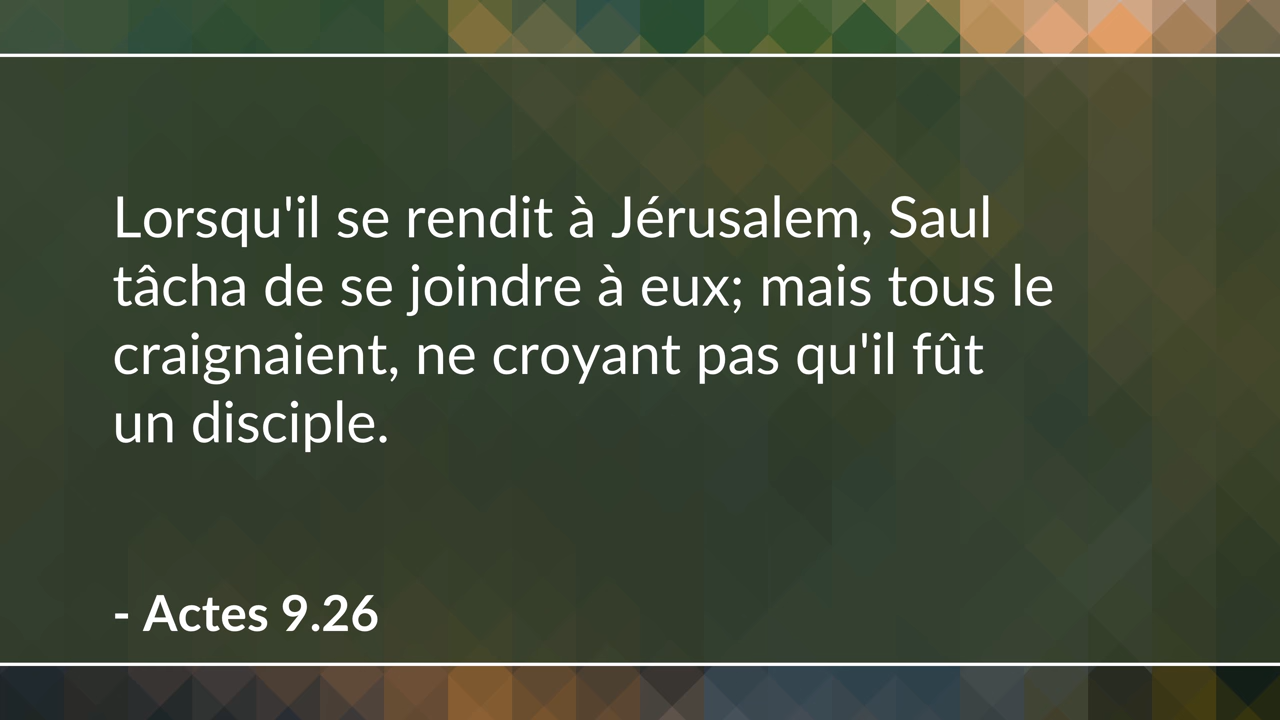 Lorsqu'il se rendit à Jérusalem, Saul
tâcha de se joindre à eux; mais tous le
craignaient, ne croyant pas qu'il fût
un disciple.
- Actes 9.26